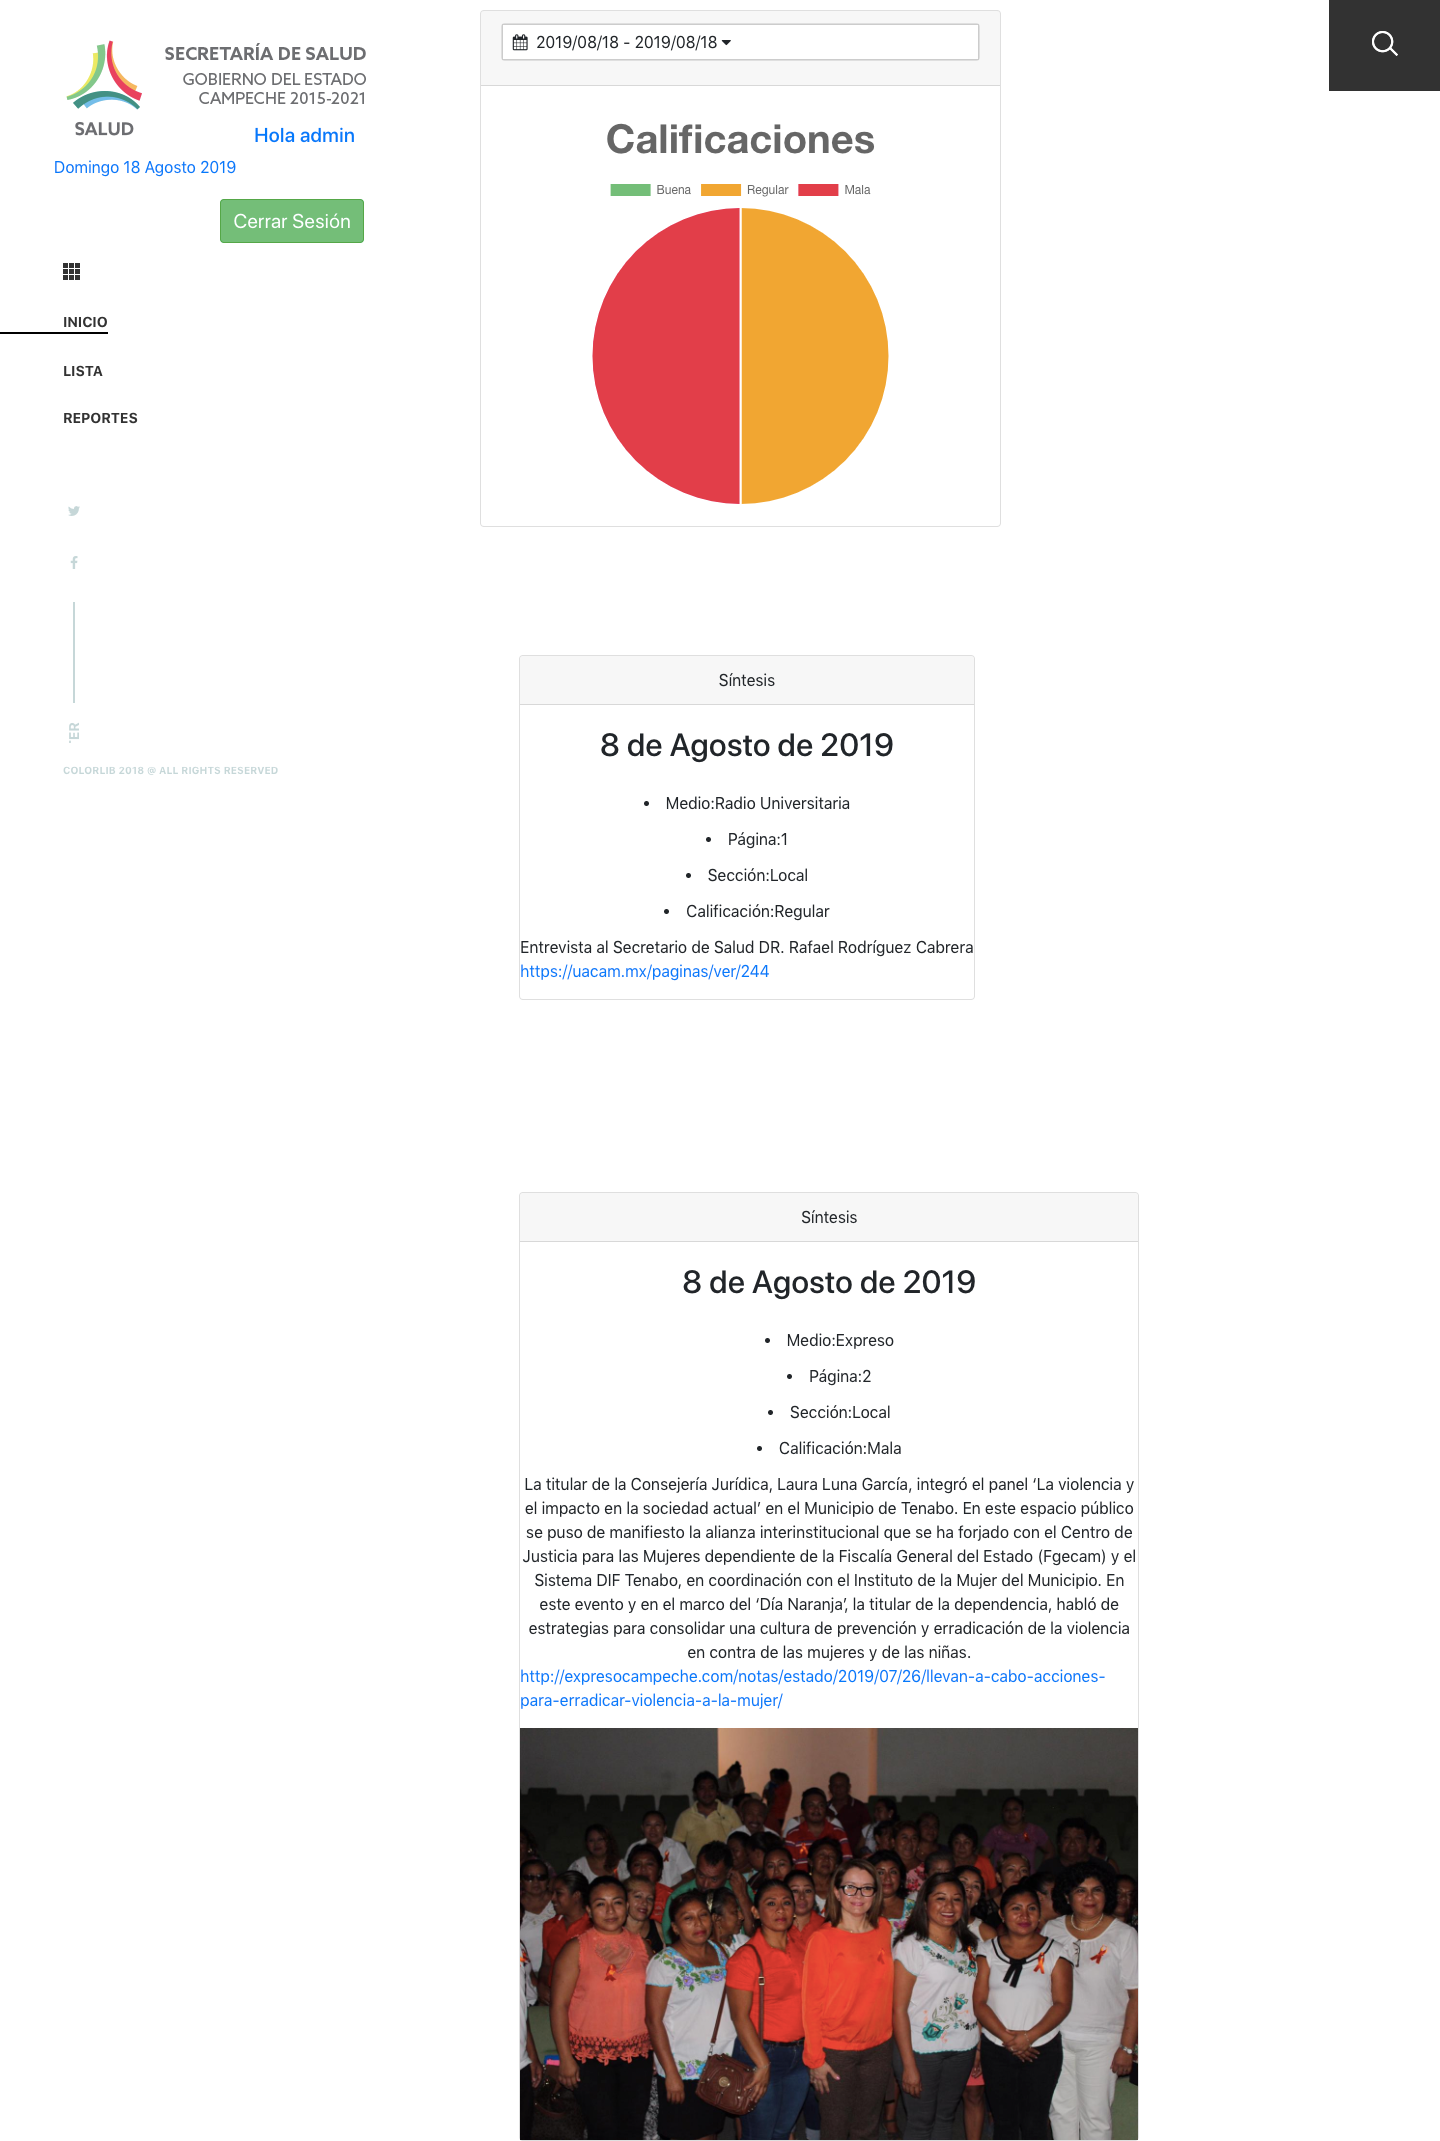 SECRETARÍA DE SALUD
GOBIERNO DEL ESTADO
CAMPECHE 2015-2021
SALUD
Hola admin
Domingo 18 Agosto 2019
Cerrar Sesión
INICIO
LISTA
REPORTES
COLORLIB 2018 @ ALL RIGHTS RESERVED
2019/08/18 - 2019/08/18
Calificaciones
Buena Regular Mala
Síntesis
8 de Agosto de 2019
• Medio:Radio Universitaria
• Página:1
• Sección:Local
• Calificación:Regular
Entrevista al Secretario de Salud DR. Rafael Rodríguez Cabrera
https://uacam.mx/paginas/ver/244
Síntesis
8 de Agosto de 2019
• Medio:Expreso
• Página:2
• Sección:Local
• Calificación:Mala
La titular de la Consejería Jurídica, Laura Luna García, integró el panel ‘La violencia y
el impacto en la sociedad actual’ en el Municipio de Tenabo. En este espacio público
se puso de manifiesto la alianza interinstitucional que se ha forjado con el Centro de
Justicia para las Mujeres dependiente de la Fiscalía General del Estado (Fgecam) y el
Sistema DIF Tenabo, en coordinación con el Instituto de la Mujer del Municipio. En
este evento y en el marco del ‘Día Naranja’, la titular de la dependencia, habló de
estrategias para consolidar una cultura de prevención y erradicación de la violencia
en contra de las mujeres y de las niñas.
http://expresocampeche.com/notas/estado/2019/07/26/llevan-a-cabo-acciones-
para-erradicar-violencia-a-la-mujer/